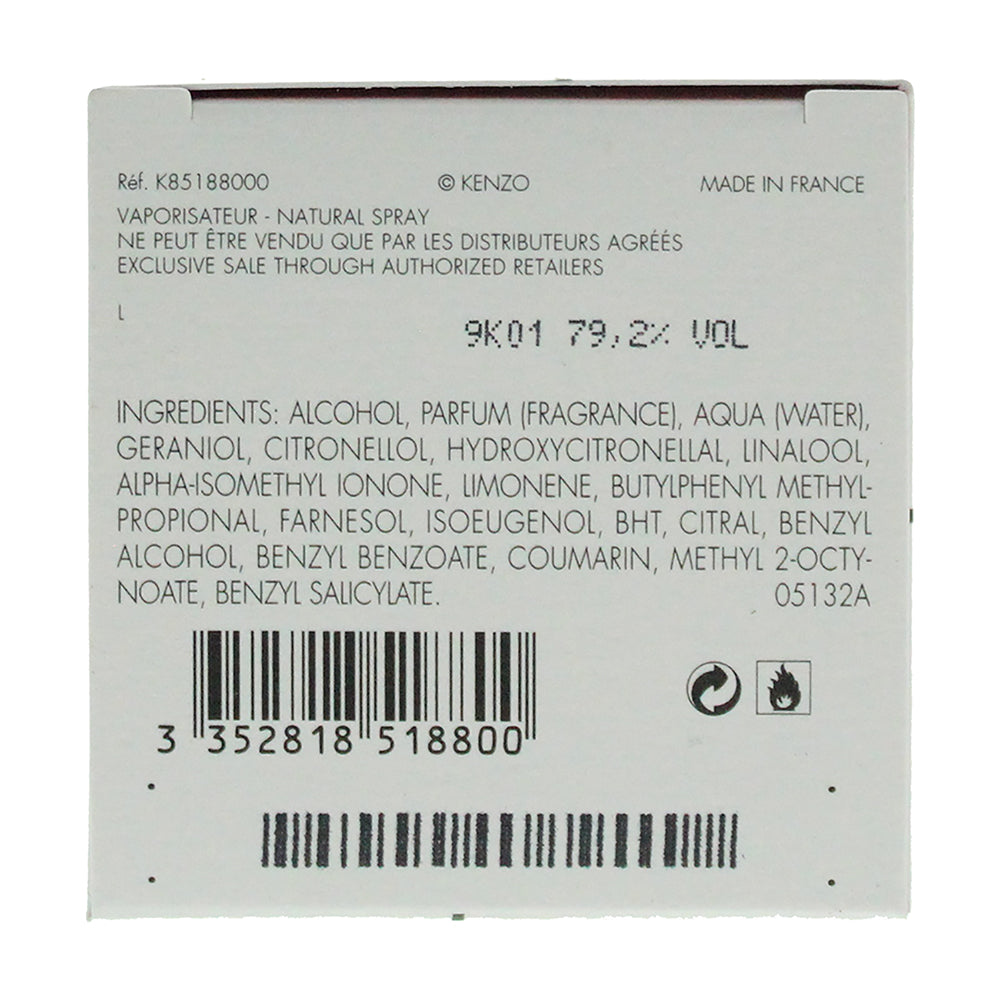 Réf. K85188000 © KENZO MADE IN FRANCE
VAPORISATEUR - NATURAL SPRAY
NE PEUT ÊTRE VENDU QUE PAR LES DISTRIBUTEURS AGRÉÉS
EXCLUSIVE SALE THROUGH AUTHORIZED RETAILERS
L
9K01 79,2% VOL
INGREDIENTS: ALCOHOL, PARFUM (FRAGRANCE), AQUA (WATER),
GERANIOL, CITRONELLOL, HYDROXYCITRONELLAL, LINALOOL,
ALPHA-ISOMETHYL IONONE, LIMONENE, BUTYLPHENYL METHYL-
PROPIONAL, FARNESOL, ISOEUGENOL, BHT, CITRAL, BENZYL
ALCOHOL, BENZYL BENZOATE, COUMARIN, METHYL 2-OCTY-
NOATE, BENZYL SALICYLATE. 05132A
3 352818 518800